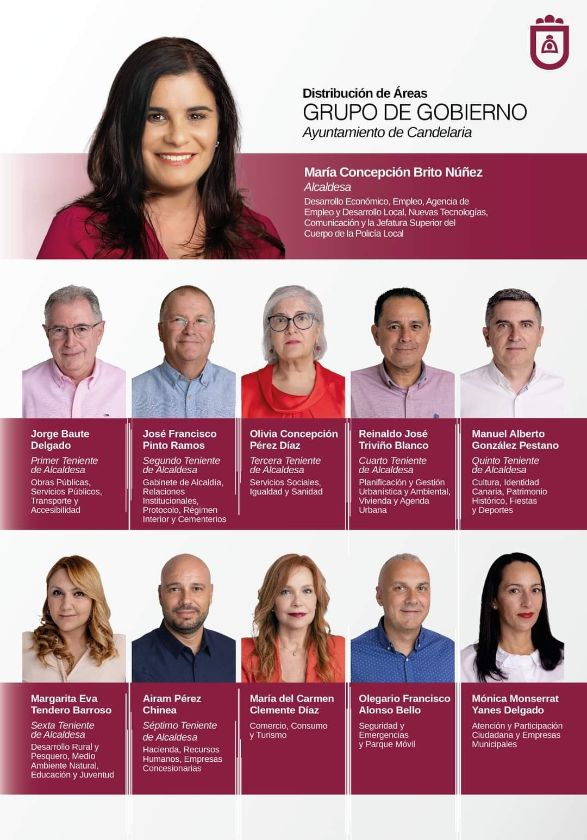 Distribución de Áreas
GRUPO DE GOBIERNO
Ayuntamiento de Candelaria
María Concepción Brito Núñez
Alcaldesa
Desarrollo Económico, Empleo, Agencia de
Empleo y Desarrollo Local, Nuevas Tecnologías,
Comunicación y la Jefatura Superior del
Cuerpo de la Policía Local
Jorge Baute
Delgado
Primer Teniente
de Alcaldesa
Obras Públicas,
Servicios Públicos,
Transporte y
Accesibilidad
José Francisco
Pinto Ramos
Segundo Teniente
de Alcaldesa
Gabinete de Alcaldía,
Relaciones
Institucionales,
Protocolo, Régimen
Interior y Cementerios
Olivia Concepción
Pérez Díaz
Tercera Teniente
de Alcaldesa
Servicios Sociales,
Igualdad y Sanidad
Reinaldo José
Triviño Blanco
Cuarto Teniente
de Alcaldesa
Planificación y Gestión
Urbanística y Ambiental,
Vivienda y Agenda
Urbana
Manuel Alberto
González Pestano
Quinto Teniente
de Alcaldesa
Cultura, Identidad
Canaria, Patrimonio
Histórico, Fiestas
y Deportes
Margarita Eva
Tendero Barroso
Sexta Teniente
de Alcaldesa
Desarrollo Rural y
Pesquero, Medio
Ambiente Natural,
Educación y Juventud
Airam Pérez
Chinea
Séptimo Teniente
de Alcaldesa
Hacienda, Recursos
Humanos, Empresas
Concesionarias
María del Carmen
Clemente Díaz
Comercio, Consumo
y Turismo
Olegario Francisco
Alonso Bello
Seguridad y
Emergencias
y Parque Móvil
Mónica Monserrat
Yanes Delgado
Atención y Participación
Ciudadana y Empresas
Municipales